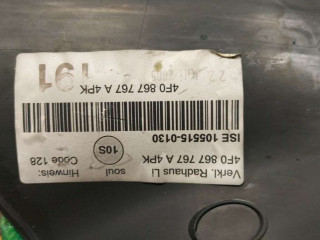 Verkl. Radhaus Li
4F0 867 767 A 4PK
ISE 105515-0130
Hinweis:
Code 128
soul
10S
4F0 867 767 A 4PK
191